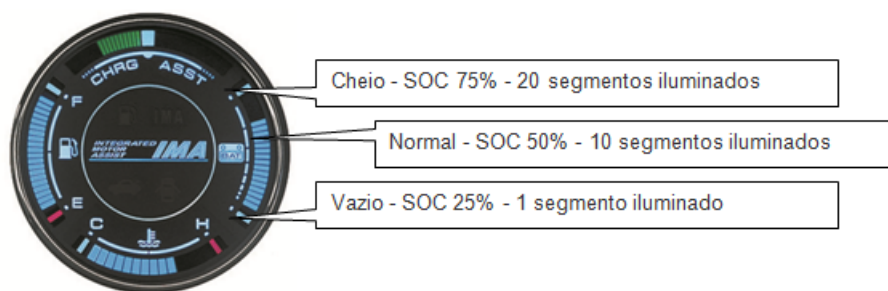 CHRG ASST
F
INTEGRATED
MOTOR
ASSIST
IMA
BAT
E
C
H
Cheio - SOC 75% - 20 segmentos iluminados
Normal - SOC 50% - 10 segmentos iluminados
Vazio - SOC 25% - 1 segmento iluminado